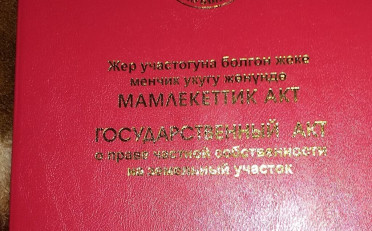 Жер участогуна болгон жеке
менчик укугу жөнүндө
МАМЛЕКЕТТИК АКТ
ГОСУДАРСТВЕННЫЙ АКТ
о праве частной собственности
на земельный участок